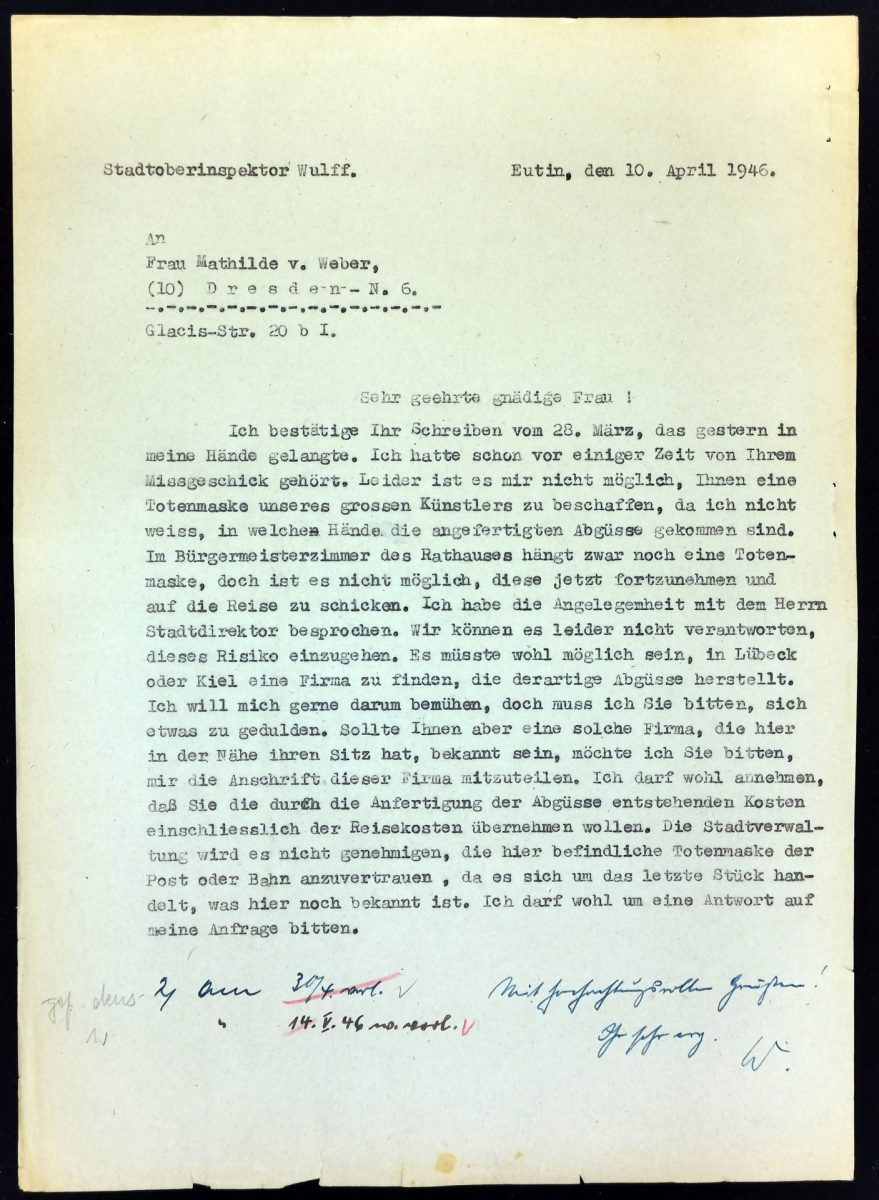 Stadtoberinspektor Wulff. Eutin, den 10. April 1946.
An
Frau Mathilde v. Weber,
(10) D r e s d e n - N. 6.
-.-.-.-.-.-.-.-.-.-.-.-.-.-.-.-
Glacis-Str. 20 b I.
Sehr geehrte gnädige Frau !
Ich bestätige Ihr Schreiben vom 28. März, das gestern in
meine Hände gelangte. Ich hatte schon vor einiger Zeit von Ihrem
Missgeschick gehört. Leider ist es mir nicht möglich, Ihnen eine
Totenmaske unseres grossen Künstlers zu beschaffen, da ich nicht
weiss, in welchen Hände die angefertigten Abgüsse gekommen sind.
Im Bürgermeisterzimmer des Rathauses hängt zwar noch eine Toten-
maske, doch ist es nicht möglich, diese jetzt fortzunehmen und
auf die Reise zu schicken. Ich habe die Angelegenheit mit dem Herrn
Stadtdirektor besprochen. Wir können es leider nicht verantworten,
dieses Risiko einzugehen. Es müsste wohl möglich sein, in Lübeck
oder Kiel eine Firma zu finden, die derartige Abgüsse herstellt.
Ich will mich gerne darum bemühen, doch muss ich Sie bitten, sich
etwas zu gedulden. Sollte Ihnen aber eine solche Firma, die hier
in der Nähe ihren Sitz hat, bekannt sein, möchte ich Sie bitten,
mir die Anschrift dieser Firma mitzuteilen. Ich darf wohl annehmen,
daß Sie die durch die Anfertigung der Abgüsse entstehenden Kosten
einschliesslich der Reisekosten übernehmen wollen. Die Stadtverwal-
tung wird es nicht genehmigen, die hier befindliche Totenmaske der
Post oder Bahn anzuvertrauen , da es sich um das letzte Stück han-
delt, was hier noch bekannt ist. Ich darf wohl um eine Antwort auf
meine Anfrage bitten.
2) am 30/4. vorl. Mit hochachtungsvollen Grüßen!
" 14. V. 46 w. vorl. Ihr sehr erg.
W.